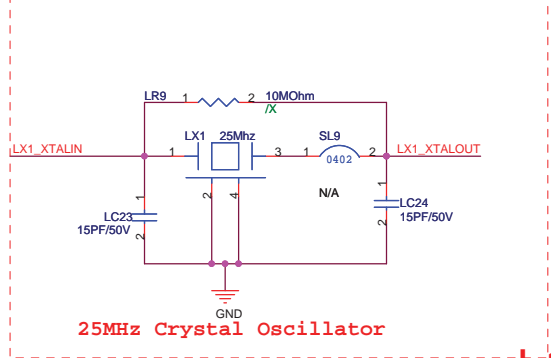 LR9 1 2 10MOhm
/X
LX1 25Mhz SL9
LX1_XTALIN 1 3 1 0402 2 LX1_XTALOUT
1 2 4 N/A 1
LC23 LC24
15PF/50V 15PF/50V
2 2
GND
25MHz Crystal Oscillator